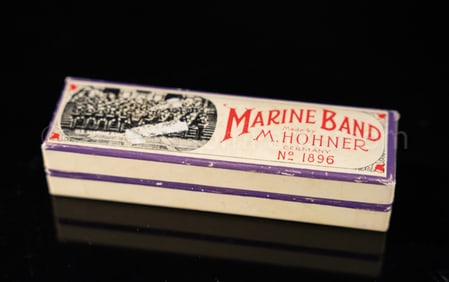 MARINE BAND
Made by
M. HOHNER
GERMANY
No 1896